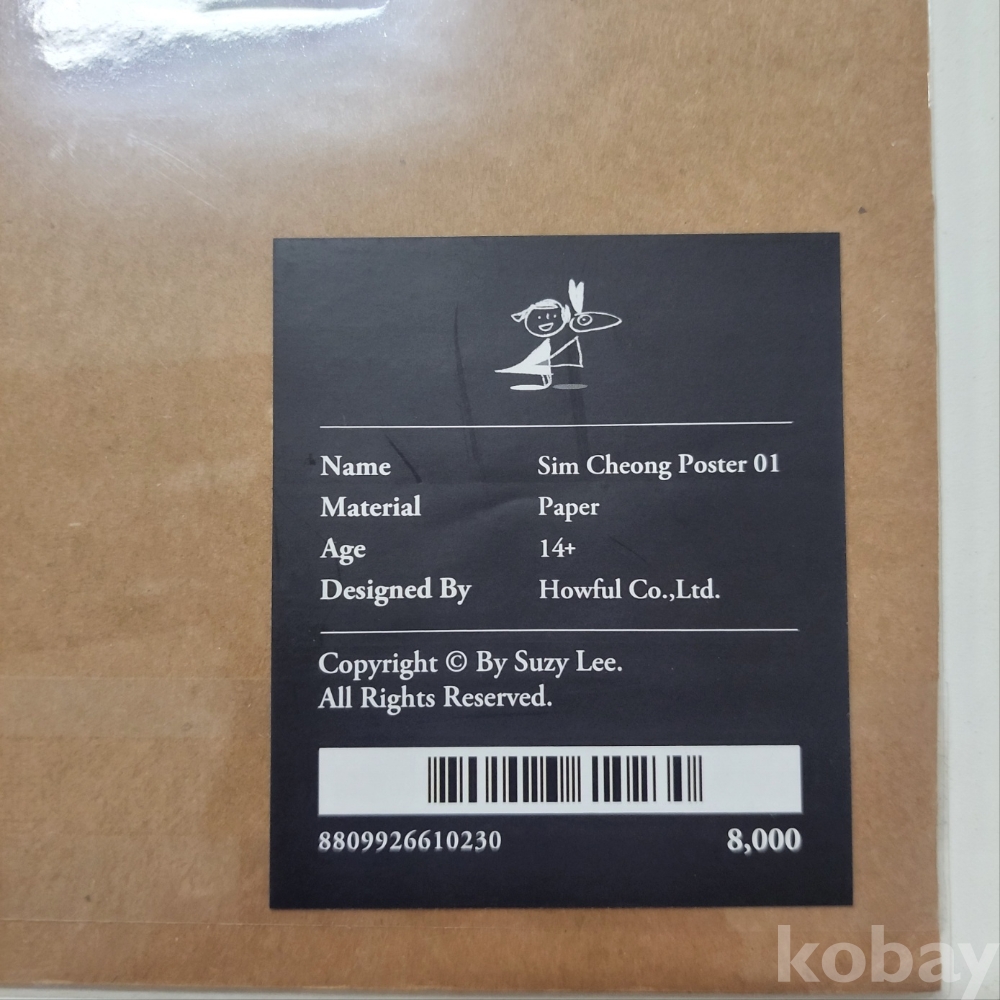 Name Sim Cheong Poster 01
Material Paper
Age 14+
Designed By Howful Co.,Ltd.
Copyright © By Suzy Lee.
All Rights Reserved.
8809926610230 8,000
kobay